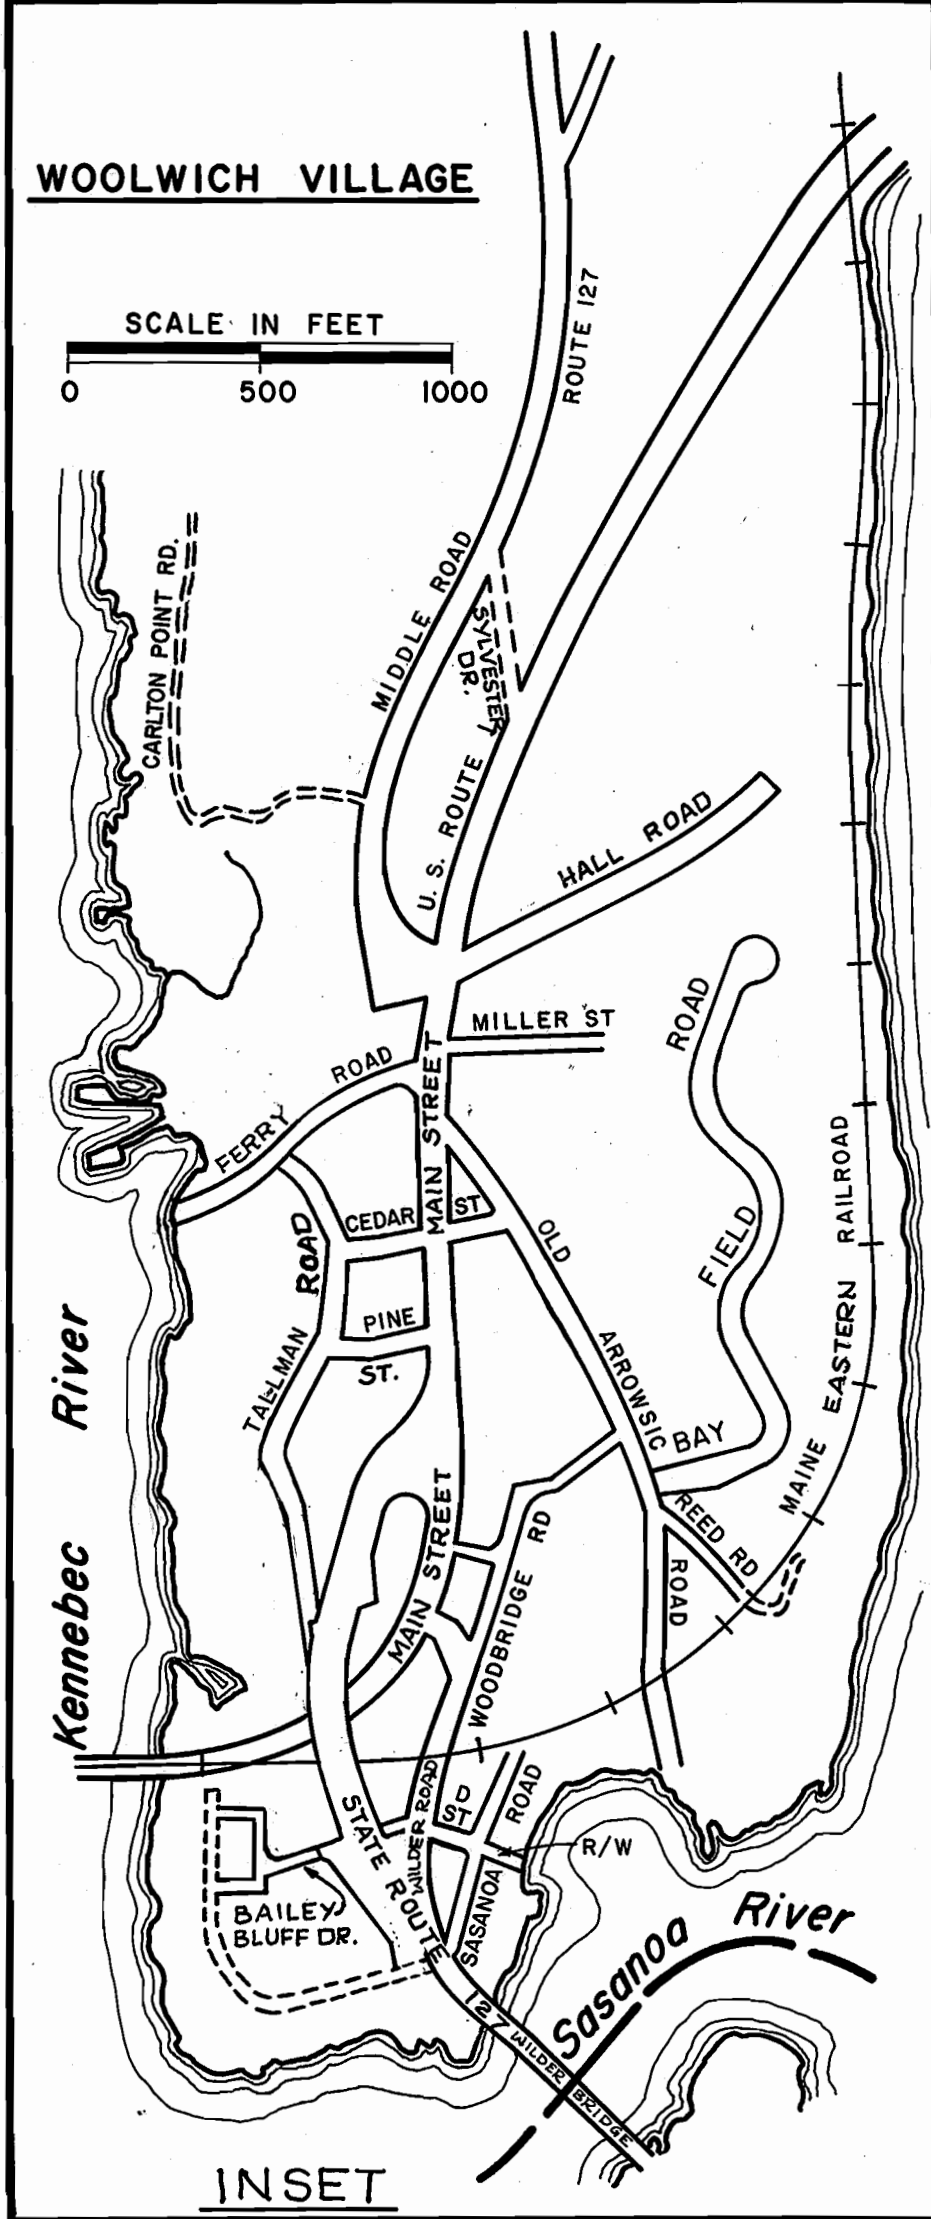 WOOLWICH VILLAGE
SCALE IN FEET
0 500 1000
ROUTE 127
MIDDLE ROAD
CARLTON POINT RD.
SYLVESTER
DR.
U. S. ROUTE 1
HALL ROAD
MILLER ST
ROAD
FIELD
BAY
FERRY ROAD
MAIN STREET
CEDAR ST
OLD
ARROWSIC
ROAD
TALLMAN
ROAD
PINE
ST.
MAINE EASTERN RAILROAD
REED RD
MAIN STREET
WOODBRIDGE RD
Kennebec River
WILDER ROAD
WILDER
D
ST
ROAD
SASANOA
R/W
STATE ROUTE
127
BAILEY
BLUFF DR.
WILDER BRIDGE
Sasanoa River
INSET